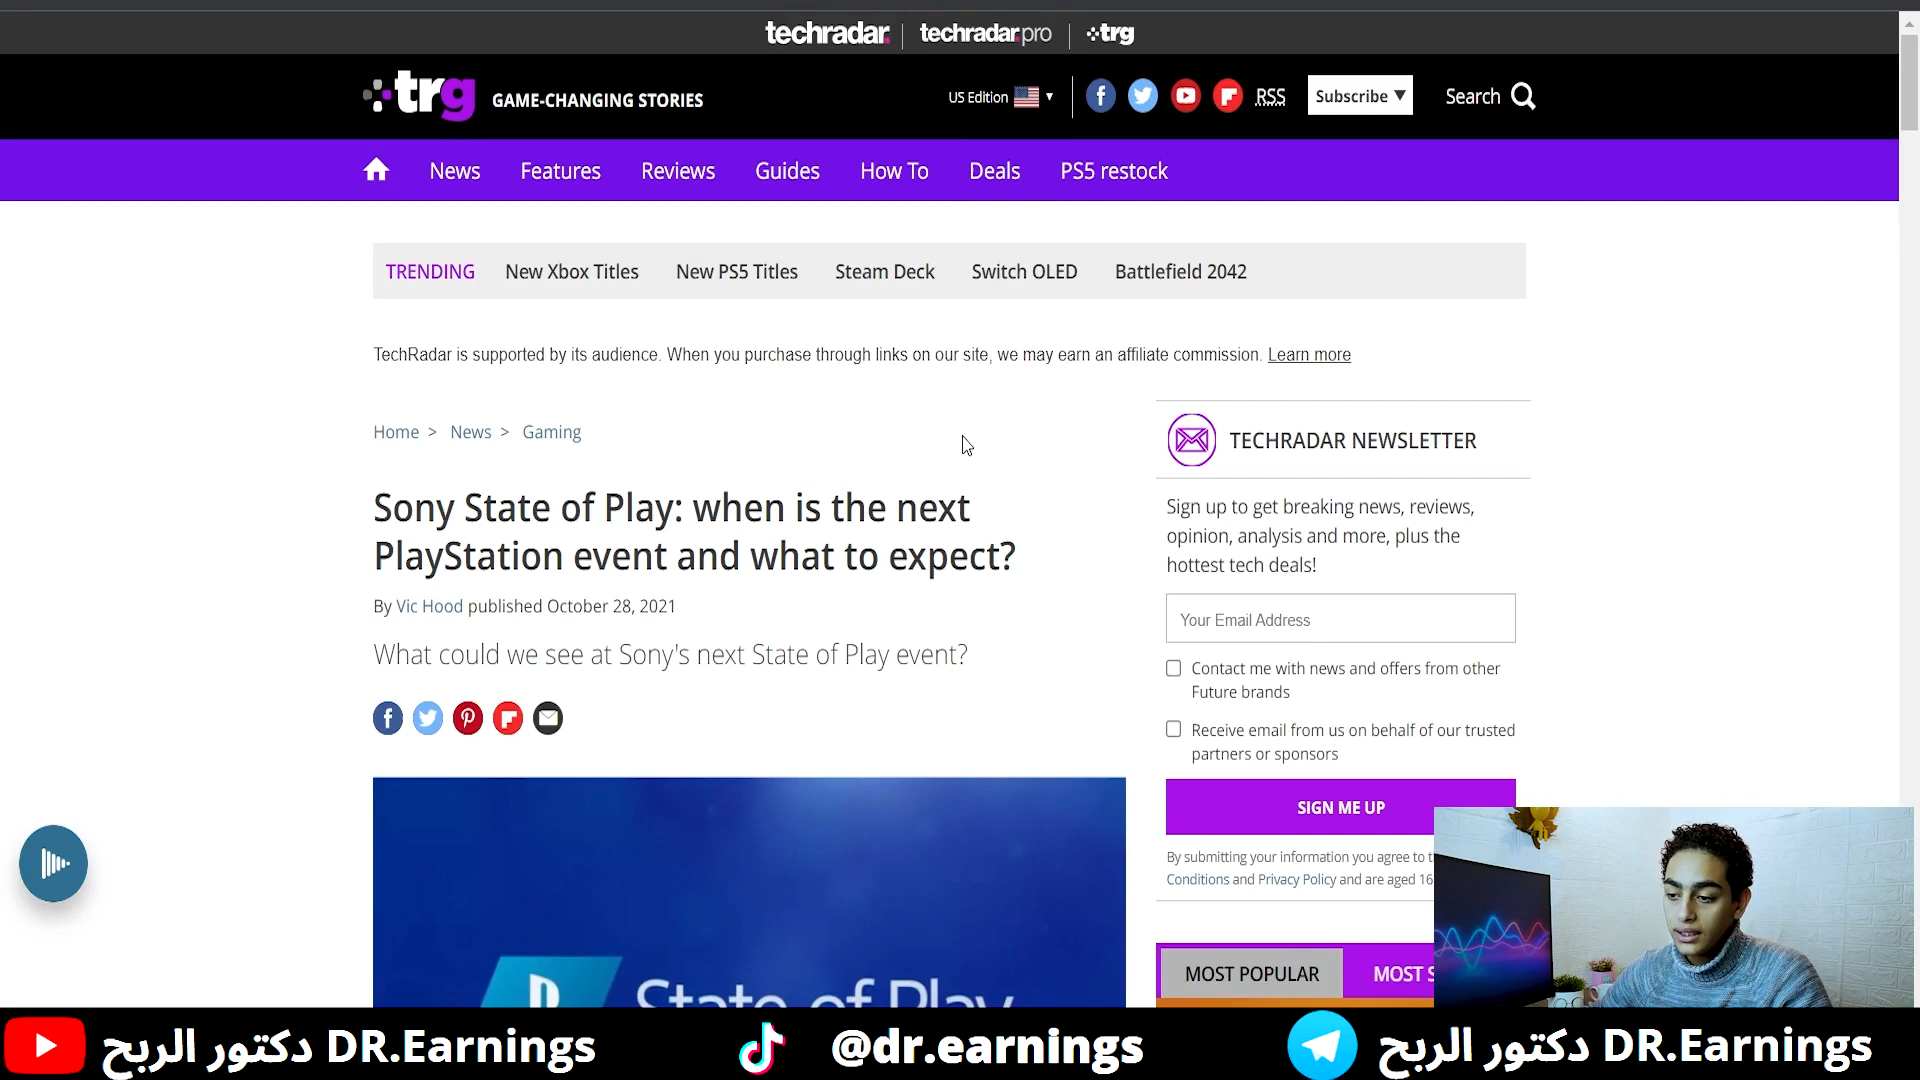 techradar.
techradar.pro
trg
trg GAME-CHANGING STORIES
US Edition ▼
RSS
Subscribe ▼
Search
News
Features
Reviews
Guides
How To
Deals
PS5 restock
TRENDING
New Xbox Titles
New PS5 Titles
Steam Deck
Switch OLED
Battlefield 2042
TechRadar is supported by its audience. When you purchase through links on our site, we may earn an affiliate commission. Learn more
Home > News > Gaming
Sony State of Play: when is the next
PlayStation event and what to expect?
By Vic Hood published October 28, 2021
What could we see at Sony's next State of Play event?
State of Play
TECHRADAR NEWSLETTER
Sign up to get breaking news, reviews,
opinion, analysis and more, plus the
hottest tech deals!
Your Email Address
Contact me with news and offers from other
Future brands
Receive email from us on behalf of our trusted
partners or sponsors
SIGN ME UP
By submitting your information you agree to
Conditions and Privacy Policy and are aged 16
MOST POPULAR
MOST
دكتور الربح DR.Earnings
@dr.earnings
دكتور الربح DR.Earnings